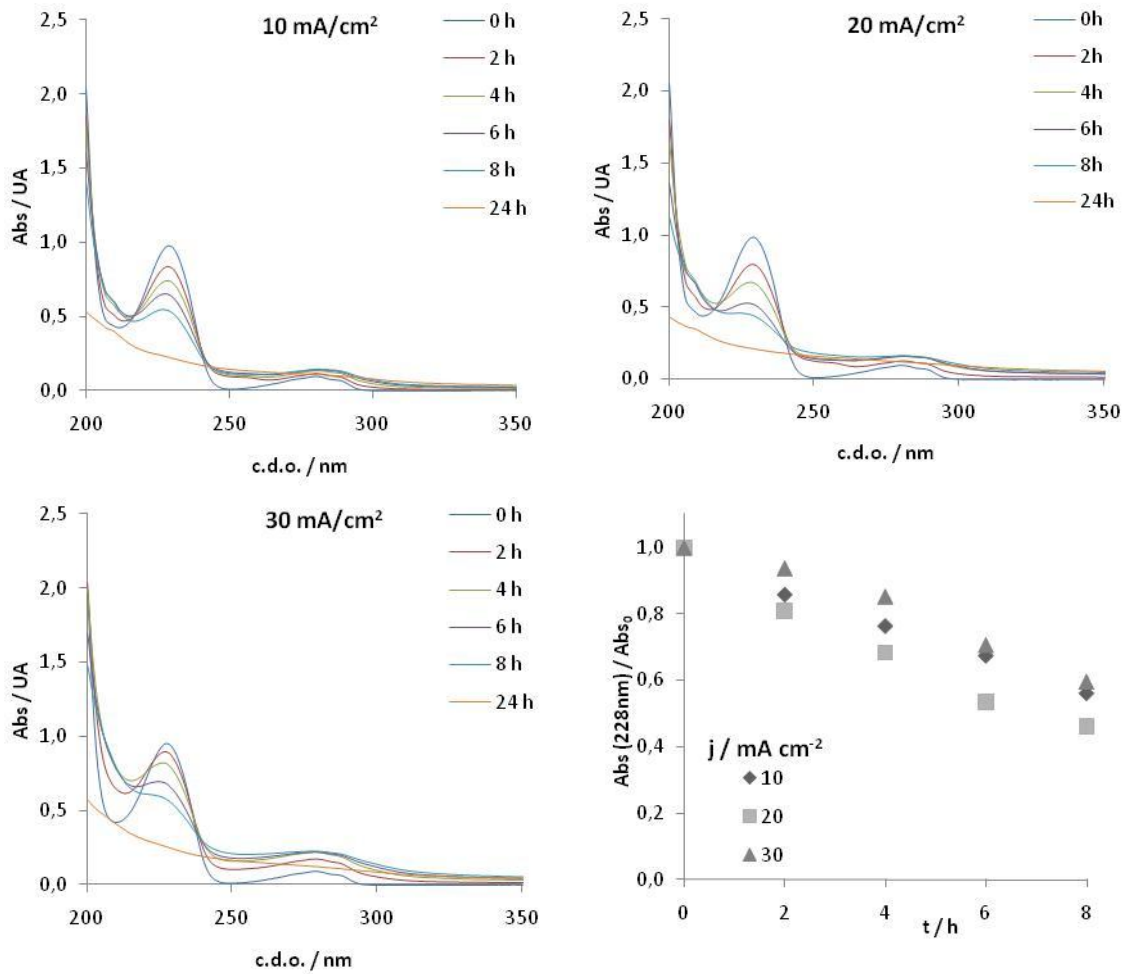 10 mA/cm²
2,5
2,0
1,5
1,0
0,5
0,0
Abs / UA
200 250 300 350
c.d.o. / nm
0 h
2 h
4 h
6 h
8 h
24 h
20 mA/cm²
2,5
2,0
1,5
1,0
0,5
0,0
Abs / UA
200 250 300 350
c.d.o. / nm
0h
2h
4h
6h
8h
24h
30 mA/cm²
2,5
2,0
1,5
1,0
0,5
0,0
Abs / UA
200 250 300 350
c.d.o. / nm
0 h
2 h
4 h
6 h
8 h
24 h
1,0
0,8
0,6
0,4
0,2
0,0
Abs (228nm) / Abs₀
j / mA cm⁻²
10
20
30
0 2 4 6 8
t / h